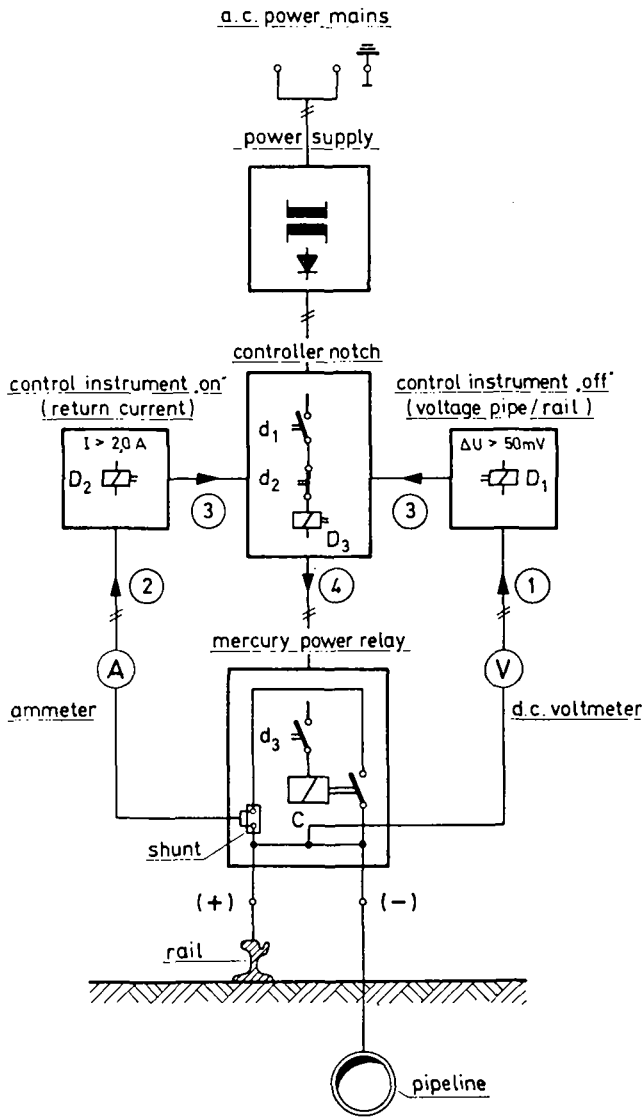 a.c. power mains
power supply
controller notch
control instrument „on"
(return current)
control instrument „off"
(voltage pipe/rail)
I > 2,0 A
D2
d1
d2
D3
ΔU > 50mV
D1
3
3
2
4
1
mercury power relay
A
V
ammeter
d.c. voltmeter
d3
C
shunt
(+)
(-)
rail
pipeline